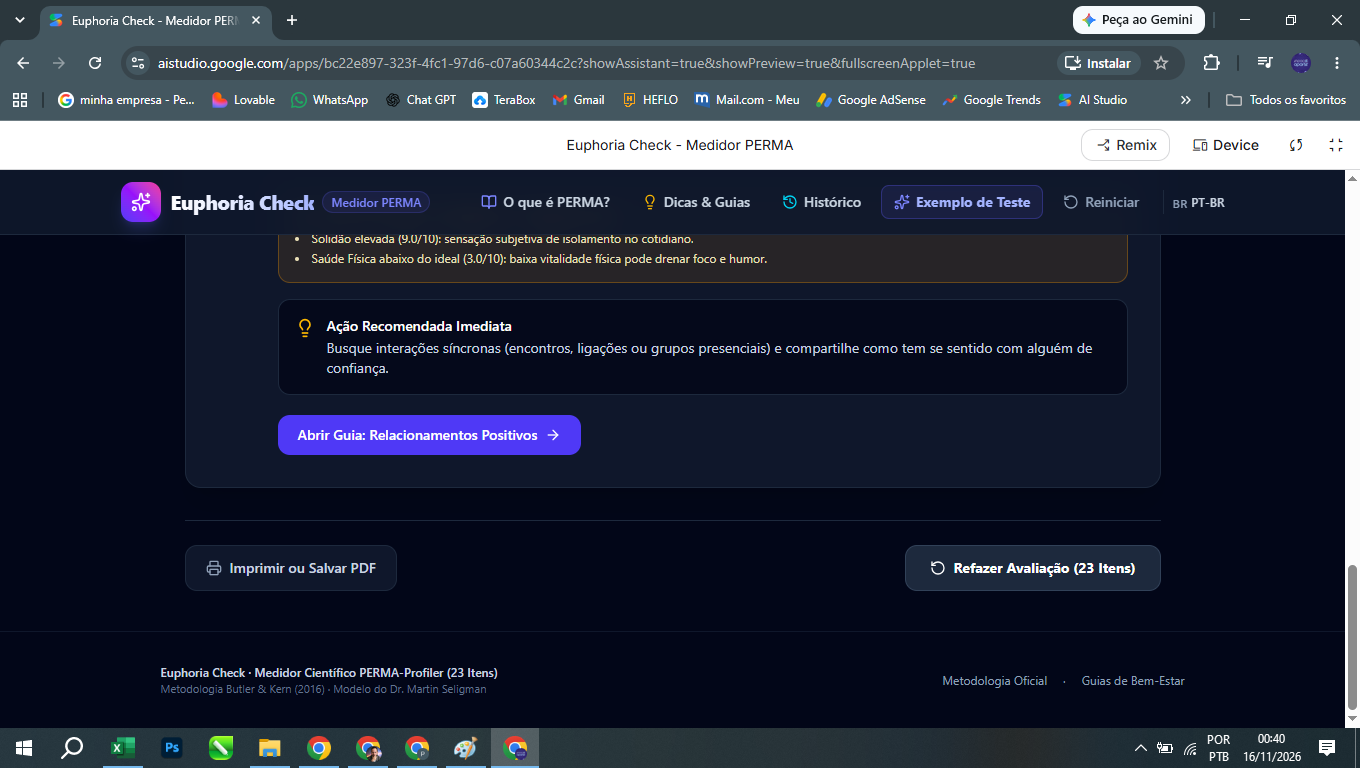 Euphoria Check - Medidor PER
Peça ao Gemini
aistudio.google.com/apps/bc22e897-323f-4fc1-97d6-c07a60344c2c?showAssistant=true&showPreview=true&fullscreenApplet=true
Instalar
minha empresa - Pe...
Lovable
WhatsApp
Chat GPT
TeraBox
Gmail
HEFLO
Mail.com - Meu
Google AdSense
Google Trends
AI Studio
Todos os favoritos
Euphoria Check - Medidor PERMA
Remix
Device
Euphoria Check
Medidor PERMA
O que é PERMA?
Dicas & Guias
Histórico
Exemplo de Teste
Reiniciar
BR PT-BR
• Solidão elevada (9.0/10): sensação subjetiva de isolamento no cotidiano.
• Saúde Física abaixo do ideal (3.0/10): baixa vitalidade física pode drenar foco e humor.
Ação Recomendada Imediata
Busque interações síncronas (encontros, ligações ou grupos presenciais) e compartilhe como tem se sentido com alguém de
confiança.
Abrir Guia: Relacionamentos Positivos →
Imprimir ou Salvar PDF
Refazer Avaliação (23 Itens)
Euphoria Check · Medidor Científico PERMA-Profiler (23 Itens)
Metodologia Butler & Kern (2016) · Modelo do Dr. Martin Seligman
Metodologia Oficial · Guias de Bem-Estar
Ps
POR
PTB
00:40
16/11/2026